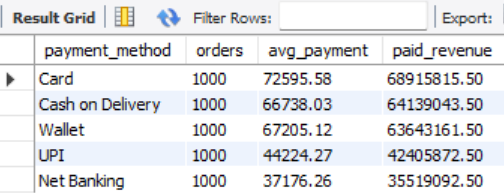 Result Grid Filter Rows: Export:
payment_method orders avg_payment paid_revenue
Card 1000 72595.58 68915815.50
Cash on Delivery 1000 66738.03 64139043.50
Wallet 1000 67205.12 63643161.50
UPI 1000 44224.27 42405872.50
Net Banking 1000 37176.26 35519092.50